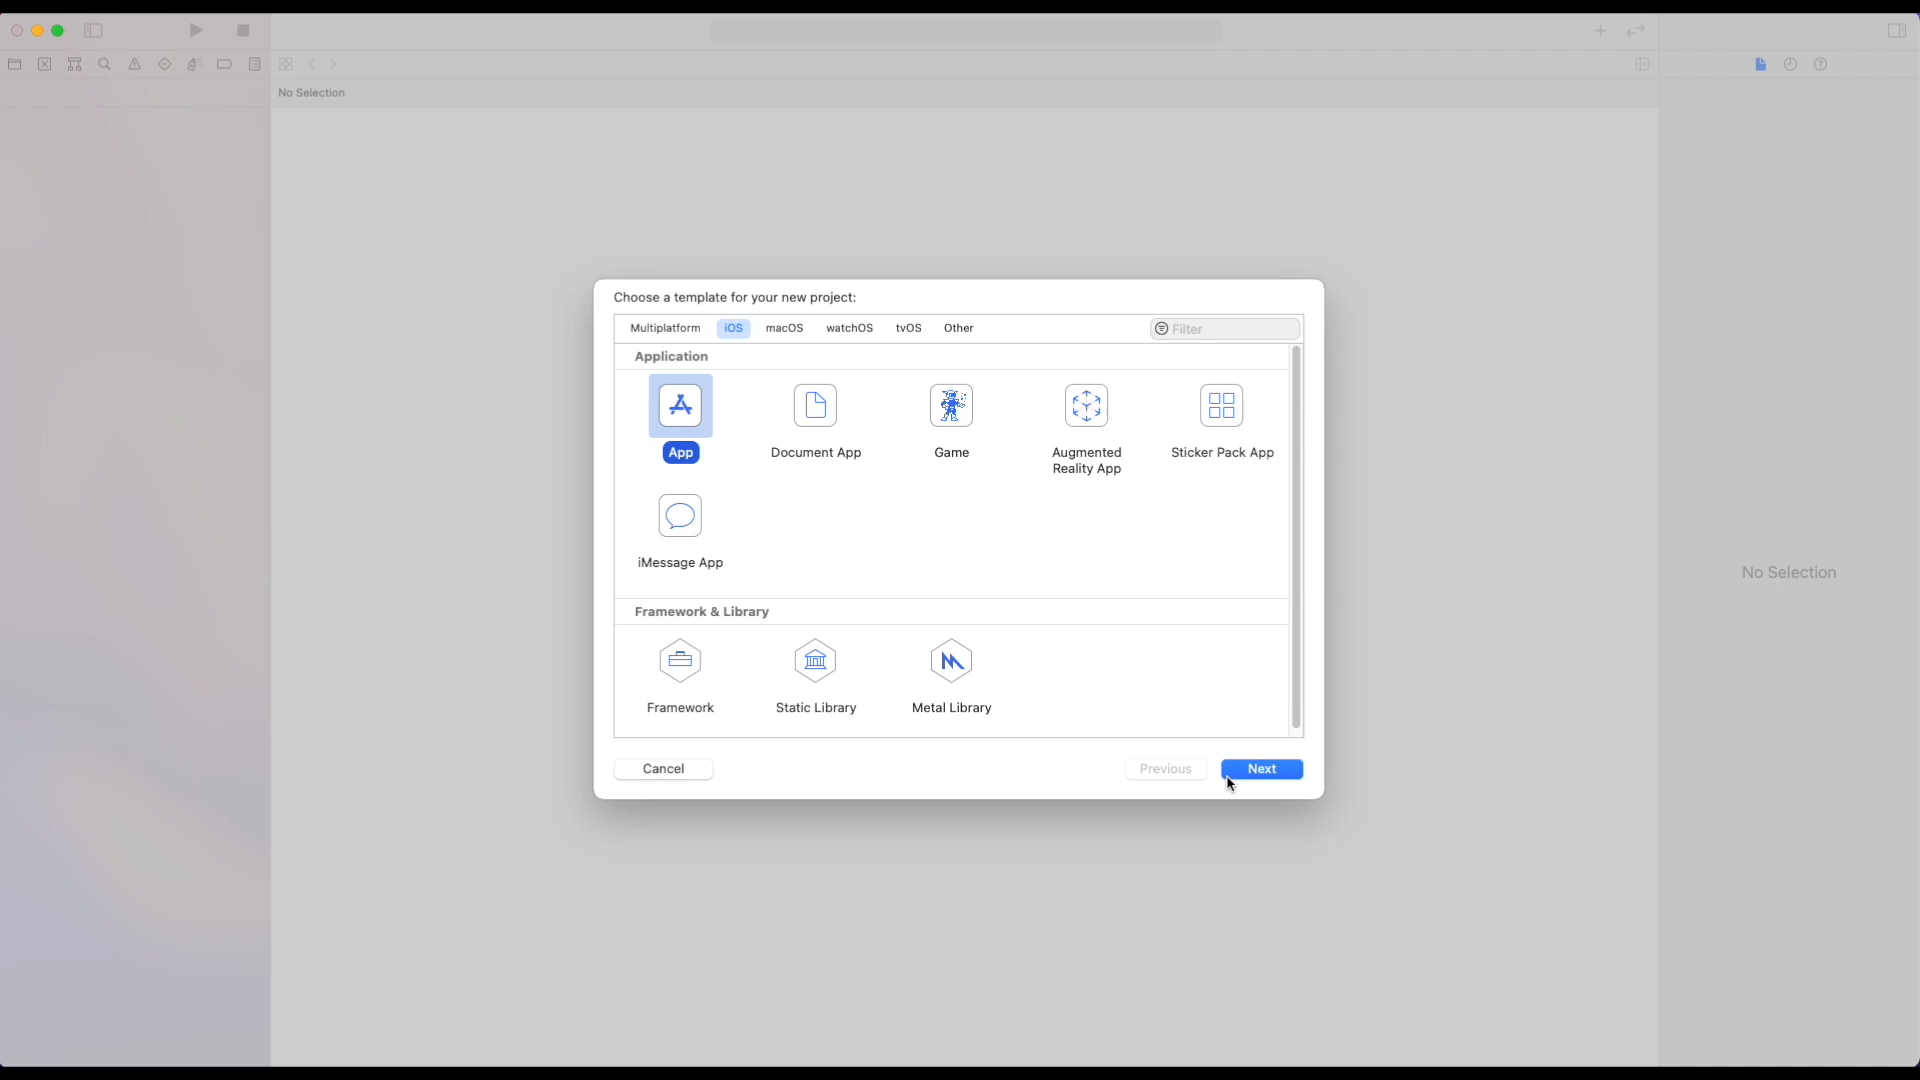 No Selection
Choose a template for your new project:
Multiplatform iOS macOS watchOS tvOS Other Filter
Application
App Document App Game Augmented Reality App Sticker Pack App
iMessage App
Framework & Library
Framework Static Library Metal Library
Cancel Previous Next
No Selection